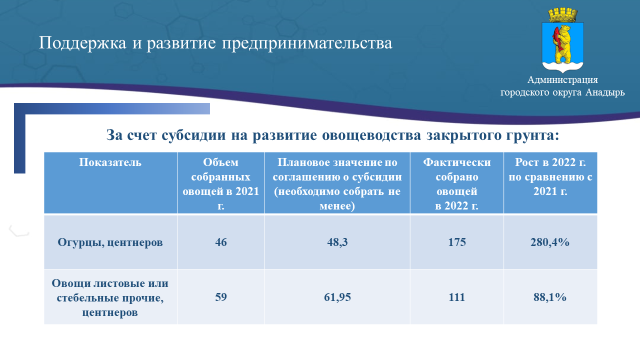 Поддержка и развитие предпринимательства
Администрация
городского округа Анадырь
За счет субсидии на развитие овощеводства закрытого грунта:
Показатель
Объем
собранных
овощей в 2021
г.
Плановое значение по
соглашению о субсидии
(необходимо собрать не
менее)
Фактически
собрано
овощей
в 2022 г.
Рост в 2022 г.
по сравнению с
2021 г.
Огурцы, центнеров
46
48,3
175
280,4%
Овощи листовые или
стебельные прочие,
центнеров
59
61,95
111
88,1%